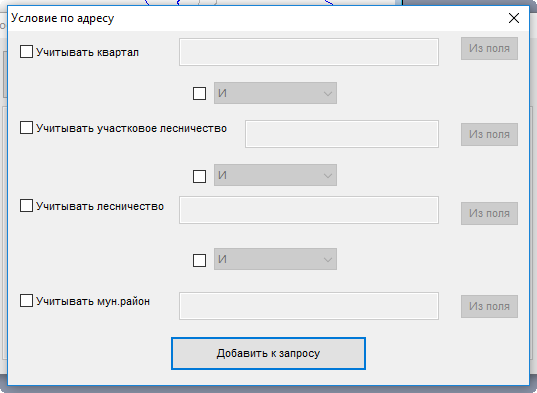 Условие по адресу
Учитывать квартал
Из поля
И
Учитывать участковое лесничество
Из поля
И
Учитывать лесничество
Из поля
И
Учитывать мун.район
Из поля
Добавить к запросу